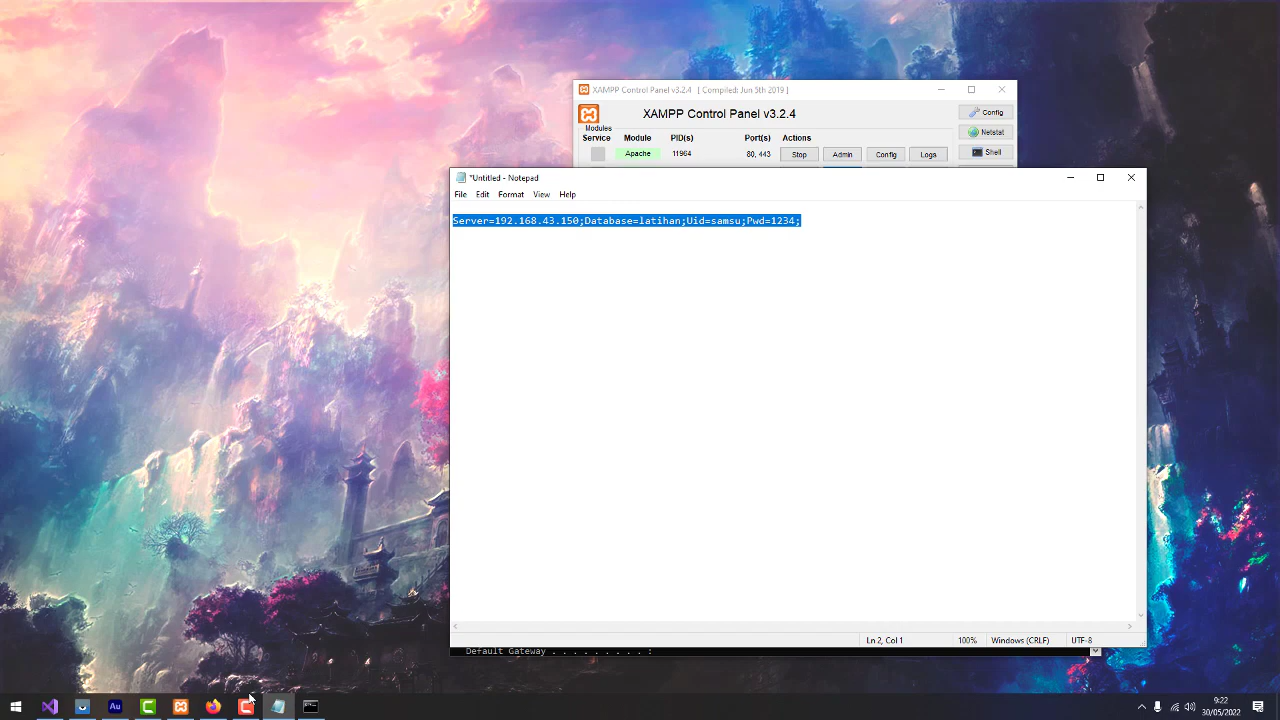 XAMPP Control Panel v3.2.4 [ Compiled: Jun 5th 2019 ]
XAMPP Control Panel v3.2.4
Config
Modules
Service Module PID(s) Port(s) Actions
Netstat
Apache 11964 80, 443 Stop Admin Config Logs
Shell
*Untitled - Notepad
File Edit Format View Help
Server=192.168.43.150;Database=latihan;Uid=samsu;Pwd=1234;
Ln 2, Col 1 100% Windows (CRLF) UTF-8
Default Gateway . . . . . . . . . :
Au
9:22
30/05/2022